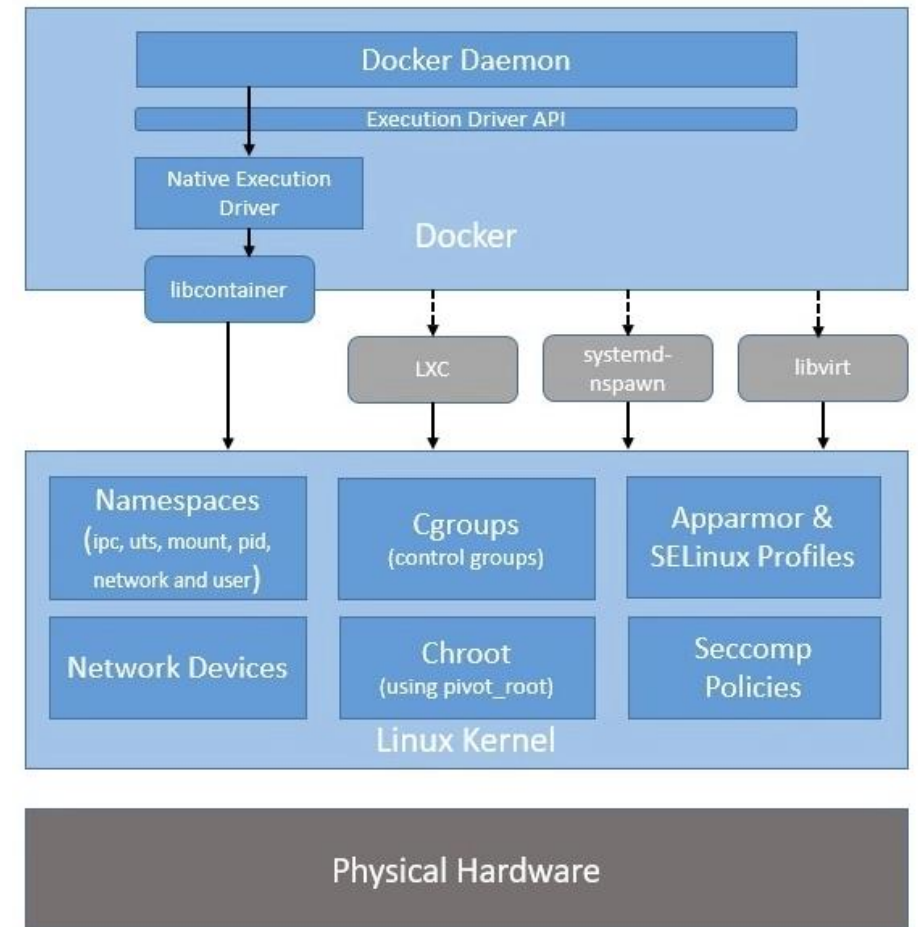 Docker Daemon
Execution Driver API
Native Execution
Driver
Docker
libcontainer
LXC
systemd-
nspawn
libvirt
Namespaces
(ipc, uts, mount, pid,
network and user)
Cgroups
(control groups)
Apparmor &
SELinux Profiles
Network Devices
Chroot
(using pivot_root)
Seccomp
Policies
Linux Kernel
Physical Hardware